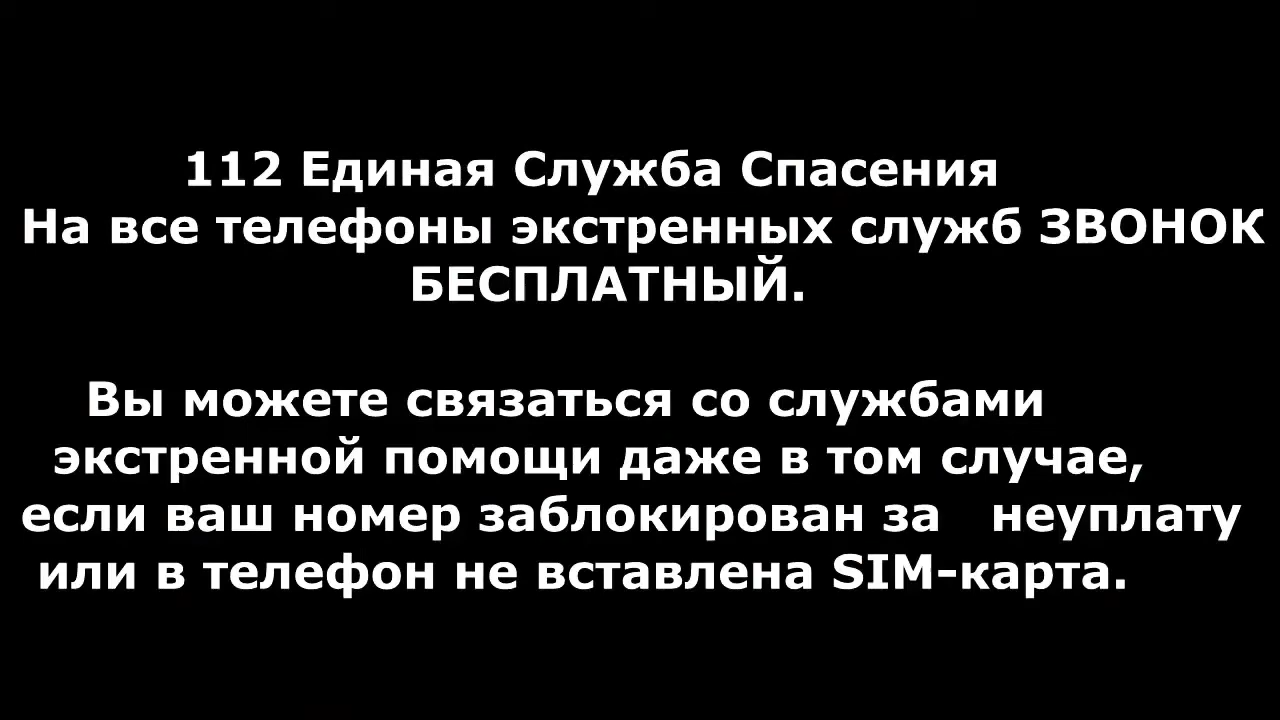 112 Единая Служба Спасения
На все телефоны экстренных служб ЗВОНОК
БЕСПЛАТНЫЙ.
Вы можете связаться со службами
экстренной помощи даже в том случае,
если ваш номер заблокирован за неуплату
или в телефон не вставлена SIM-карта.